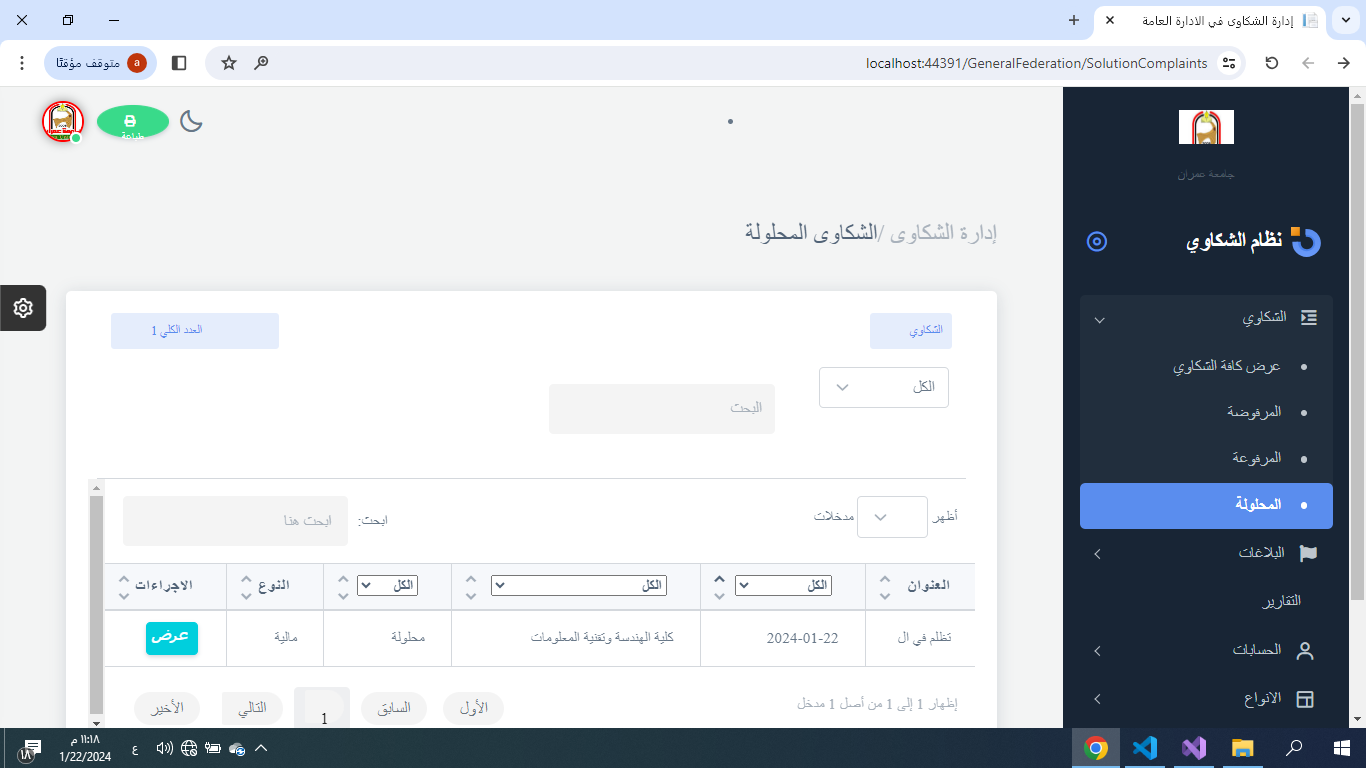 إدارة الشكاوى في الادارة العامة
localhost:44391/GeneralFederation/SolutionComplaints
a متوقف مؤقتًا
جامعة عمران
نظام الشكاوي
الشكاوي
عرض كافة الشكاوي
المرفوضة
المرفوعة
المحلولة
البلاغات
التقارير
الحسابات
الانواع
طباعة
إدارة الشكاوى /الشكاوى المحلولة
الشكاوي
العدد الكلي 1
الكل
البحث
أظهر مدخلات
ابحث: ابحث هنا
العنوان الكل الكل الكل النوع الاجراءات
تظلم في ال 2024-01-22 كلية الهندسة وتقنية المعلومات محلولة مالية عرض
إظهار 1 إلى 1 من أصل 1 مدخل
الأول السابق 1 التالي الأخير
ع
١١:١٨ م
1/22/2024
١٨